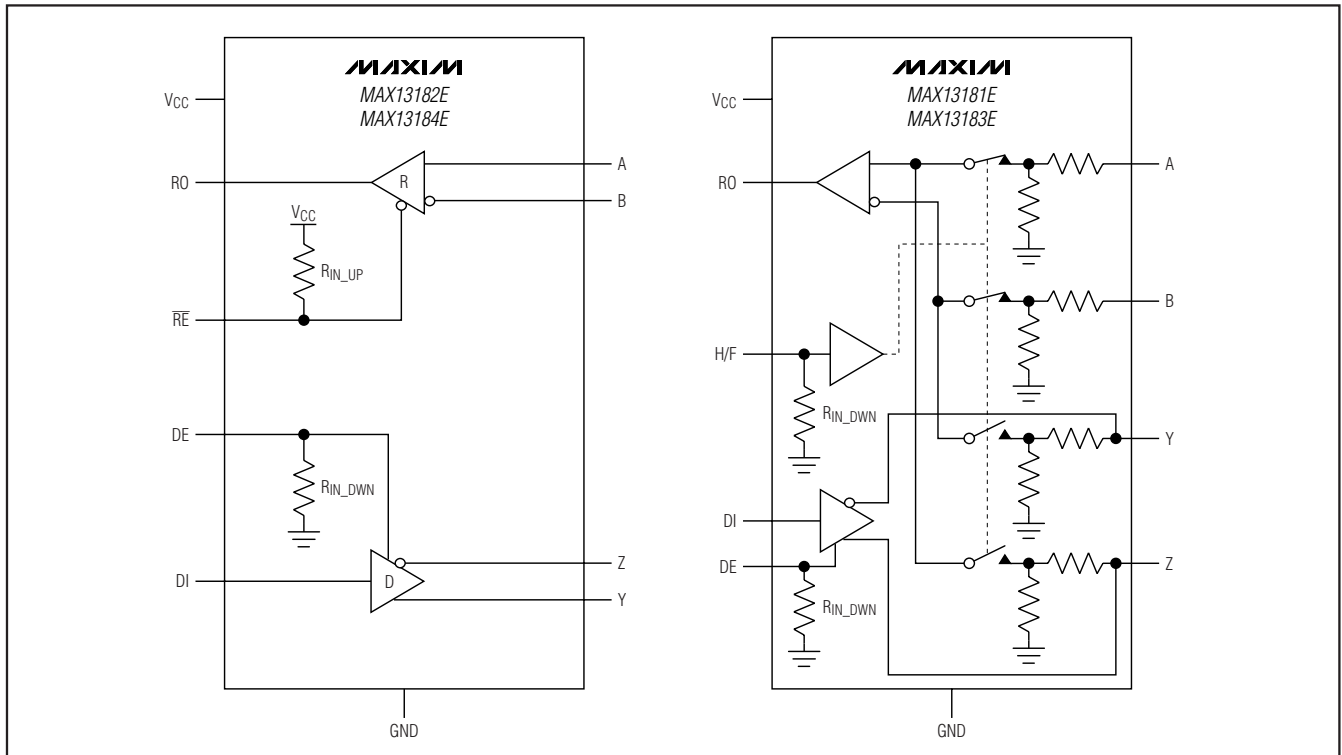 MAXIM
MAX13182E
MAX13184E
VCC
RO
R
A
B
VCC
RIN_UP
RE
DE
RIN_DWN
DI
D
Z
Y
GND
MAXIM
MAX13181E
MAX13183E
VCC
RO
A
B
H/F
RIN_DWN
Y
DI
DE
RIN_DWN
Z
GND